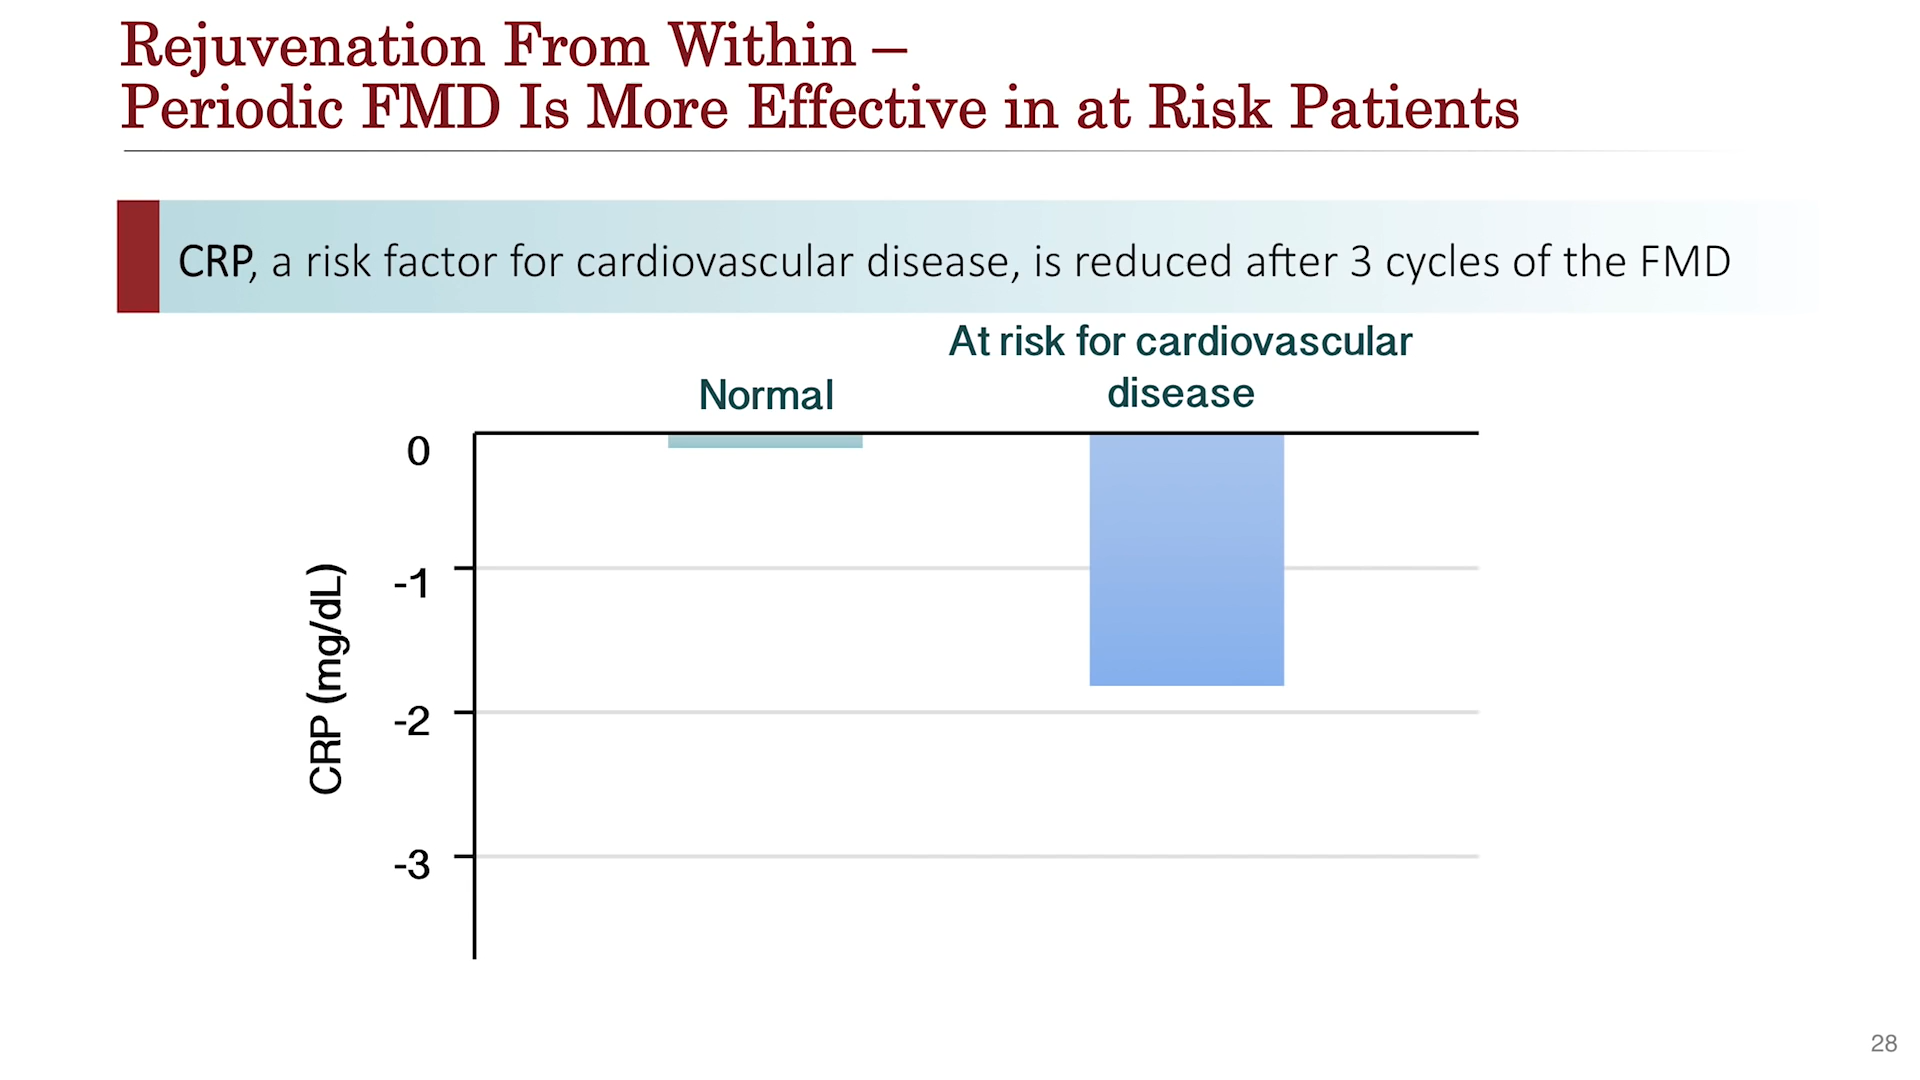 Rejuvenation From Within –
Periodic FMD Is More Effective in at Risk Patients
CRP, a risk factor for cardiovascular disease, is reduced after 3 cycles of the FMD
At risk for cardiovascular
disease
Normal
0
-1
-2
-3
CRP (mg/dL)
28